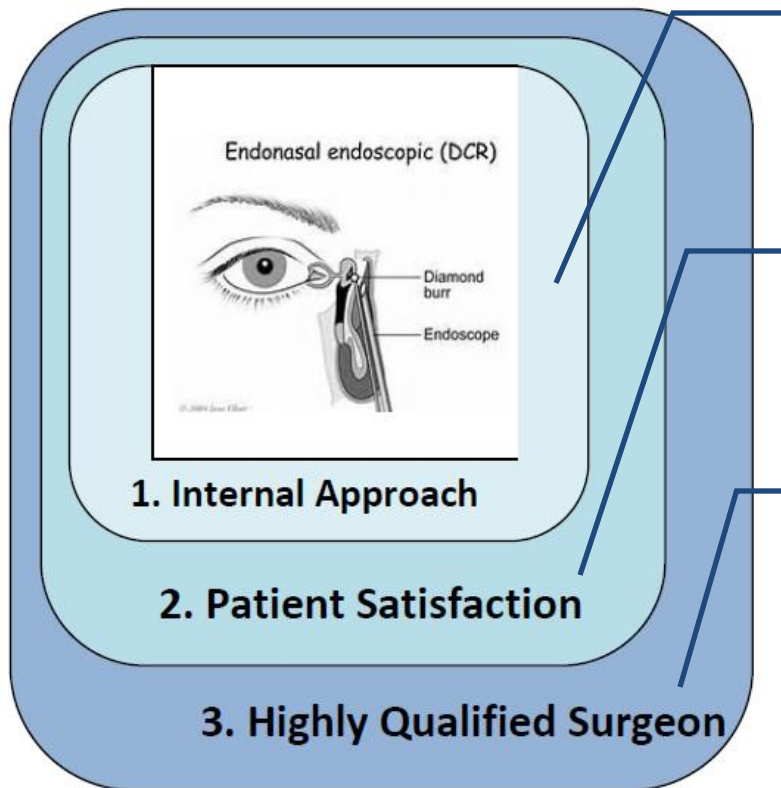 Endonasal endoscopic (DCR)
Diamond
burr
Endoscope
1. Internal Approach
2. Patient Satisfaction
3. Highly Qualified Surgeon